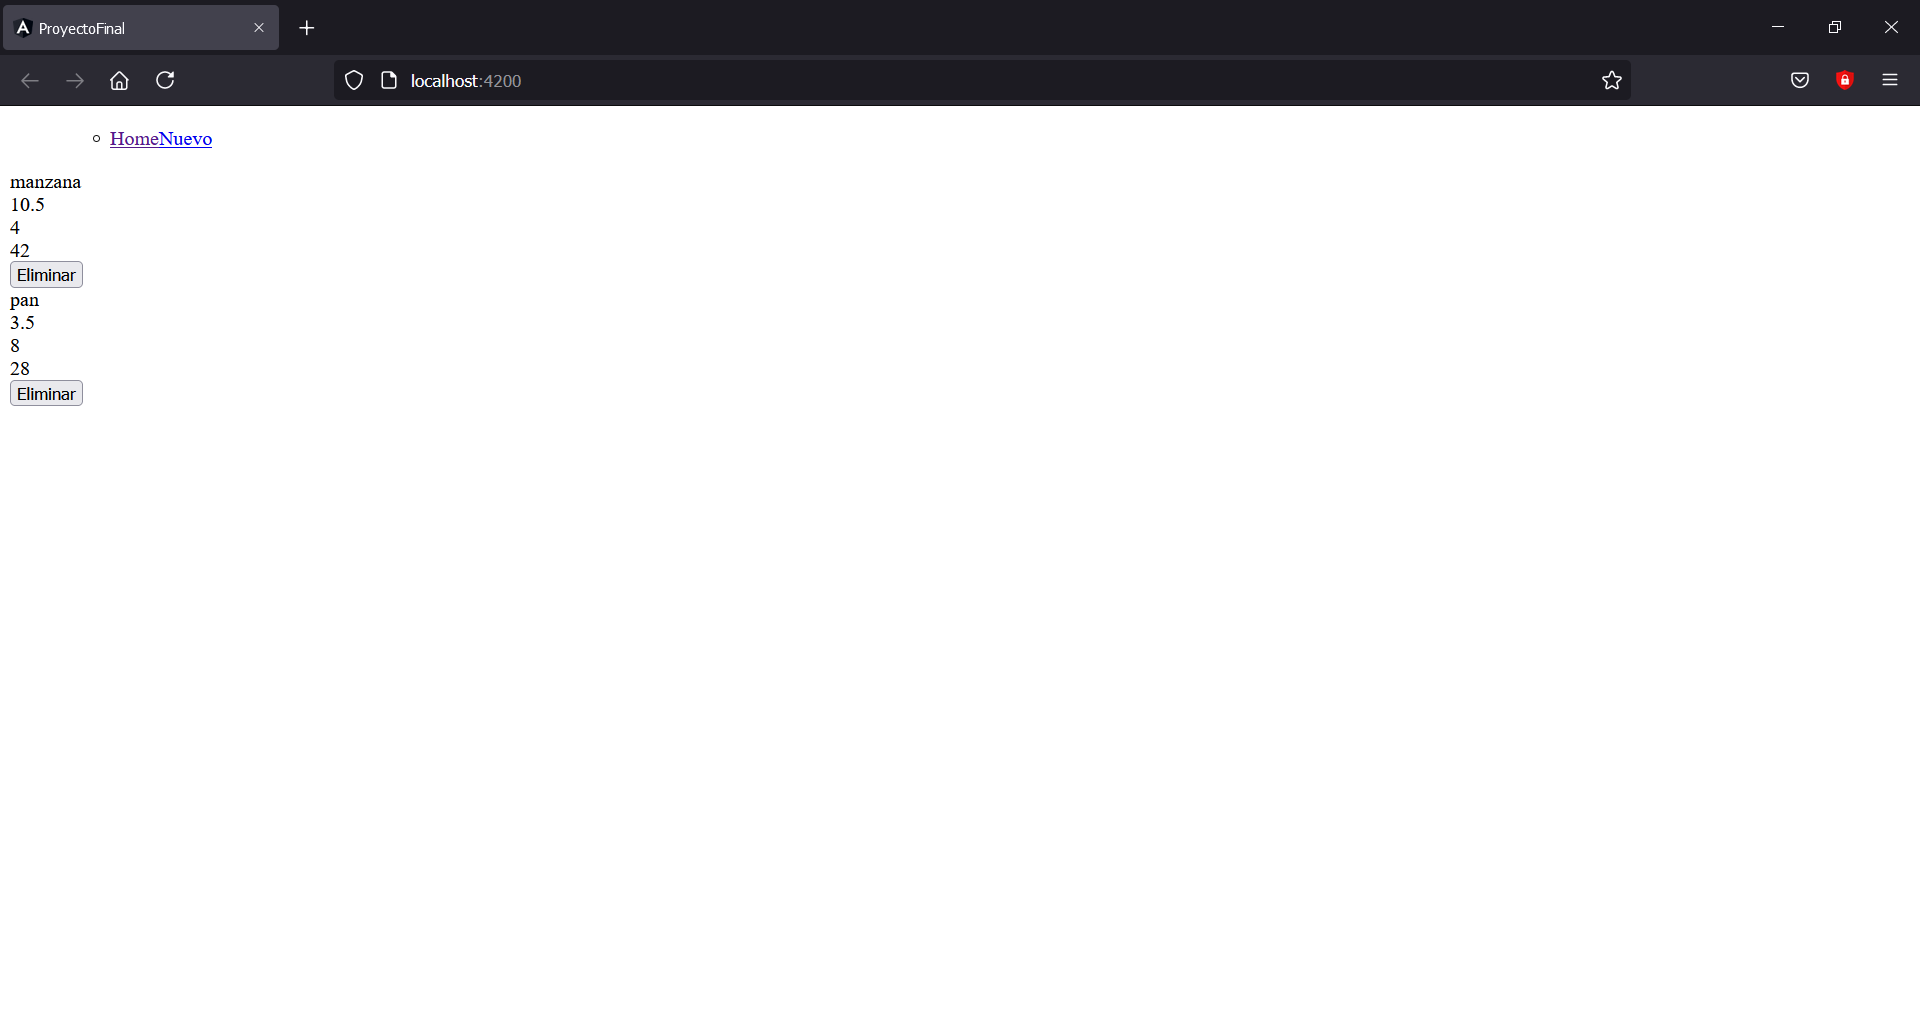 ProyectoFinal
localhost:4200
HomeNuevo
manzana
10.5
4
42
Eliminar
pan
3.5
8
28
Eliminar